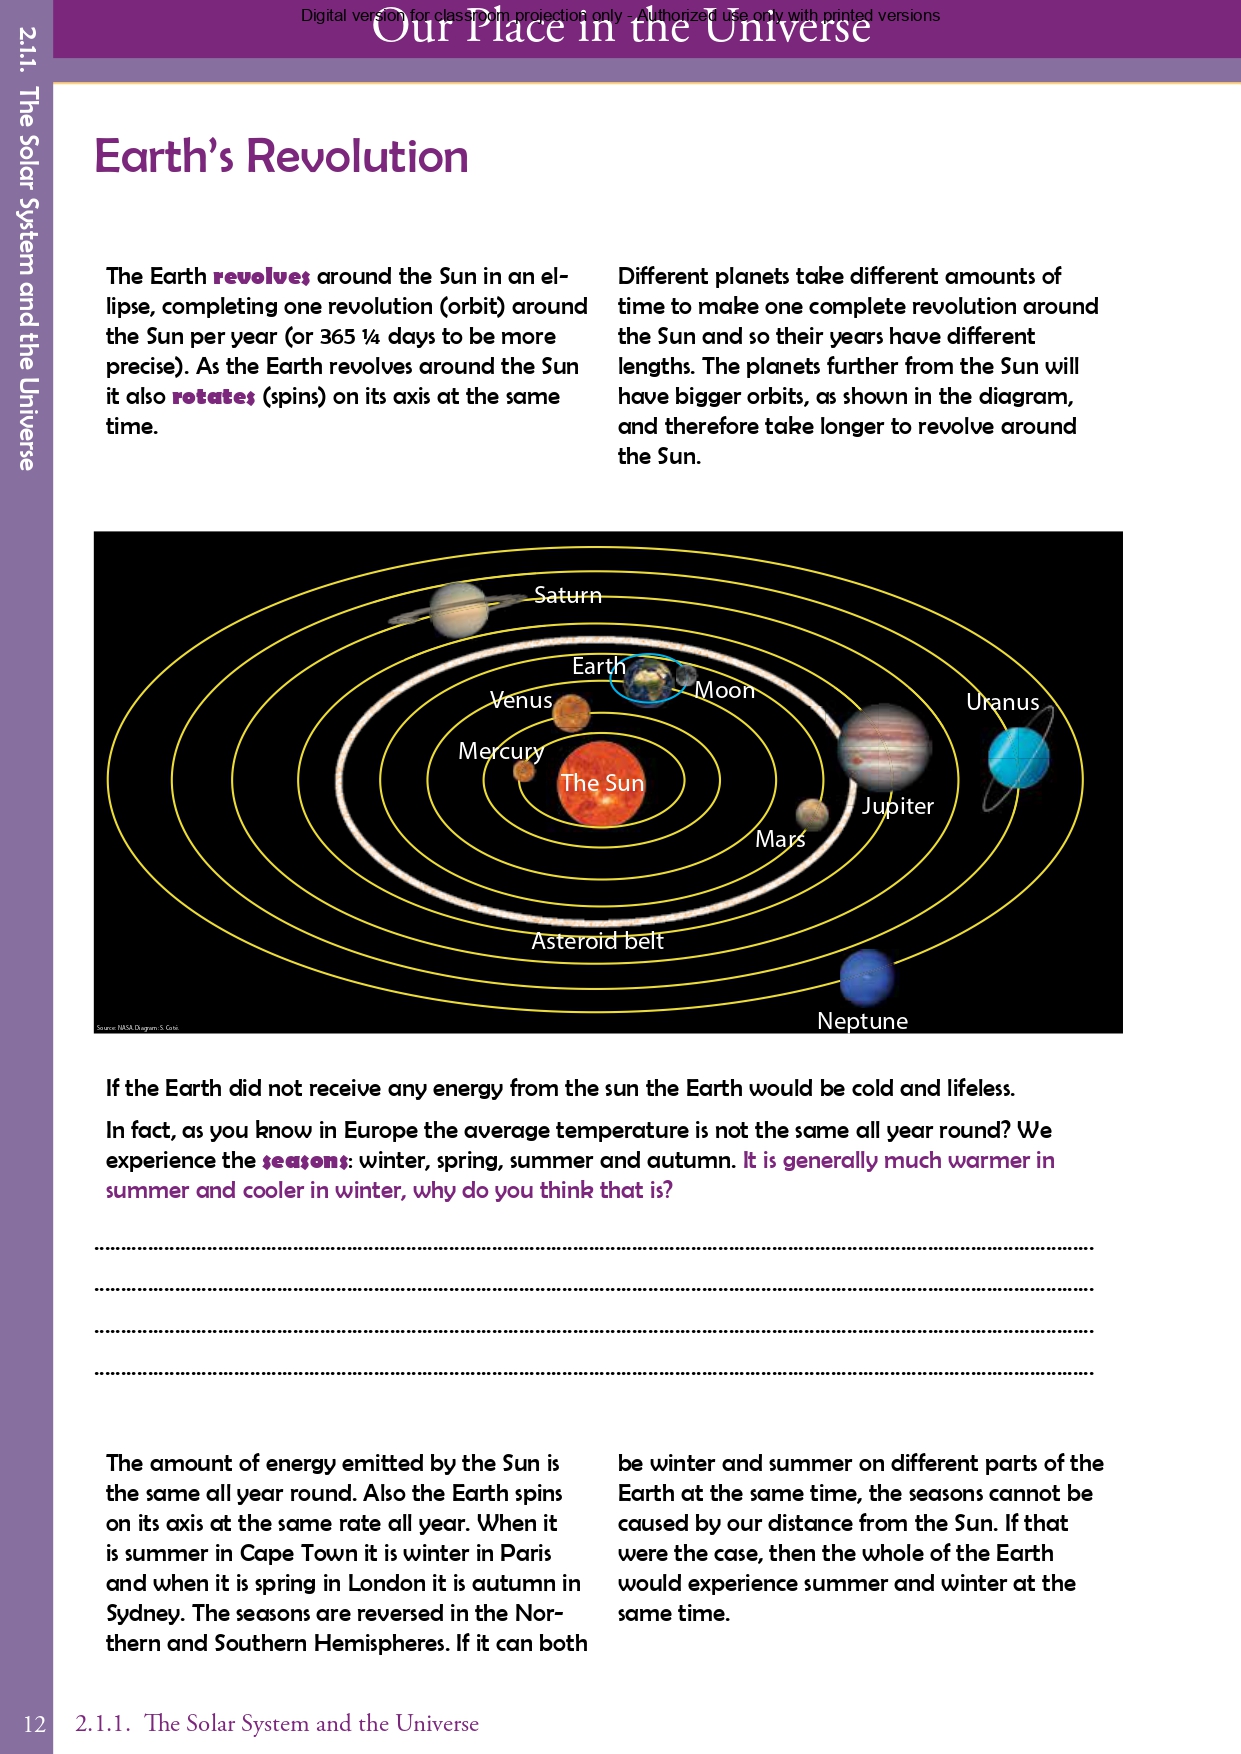 Digital version for classroom projection only - Authorized use only with printed versions
Our Place in the Universe
2.1.1. The Solar System and the Universe
Earth’s Revolution
The Earth revolves around the Sun in an el-
lipse, completing one revolution (orbit) around
the Sun per year (or 365 ¼ days to be more
precise). As the Earth revolves around the Sun
it also rotates (spins) on its axis at the same
time.
Different planets take different amounts of
time to make one complete revolution around
the Sun and so their years have different
lengths. The planets further from the Sun will
have bigger orbits, as shown in the diagram,
and therefore take longer to revolve around
the Sun.
Saturn
Earth
Moon
Venus
Uranus
Mercury
The Sun
Jupiter
Mars
Asteroid belt
Neptune
Source: NASA. Diagram: S. Coté.
If the Earth did not receive any energy from the sun the Earth would be cold and lifeless.
In fact, as you know in Europe the average temperature is not the same all year round? We
experience the seasons: winter, spring, summer and autumn. It is generally much warmer in
summer and cooler in winter, why do you think that is?
The amount of energy emitted by the Sun is
the same all year round. Also the Earth spins
on its axis at the same rate all year. When it
is summer in Cape Town it is winter in Paris
and when it is spring in London it is autumn in
Sydney. The seasons are reversed in the Nor-
thern and Southern Hemispheres. If it can both
be winter and summer on different parts of the
Earth at the same time, the seasons cannot be
caused by our distance from the Sun. If that
were the case, then the whole of the Earth
would experience summer and winter at the
same time.
12
2.1.1. The Solar System and the Universe